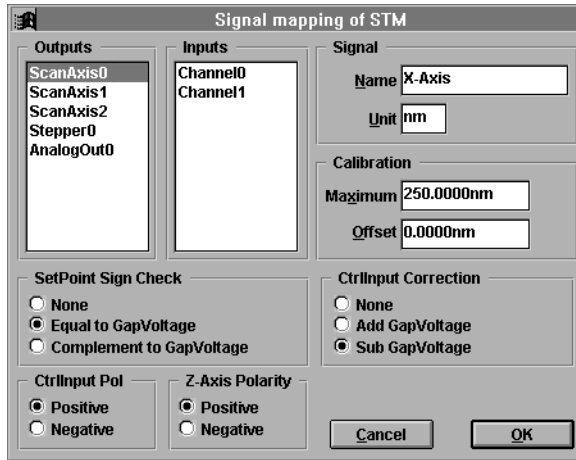 Signal mapping of STM
Outputs
ScanAxis0
ScanAxis1
ScanAxis2
Stepper0
AnalogOut0
Inputs
Channel0
Channel1
Signal
Name X-Axis
Unit nm
Calibration
Maximum 250.0000nm
Offset 0.0000nm
SetPoint Sign Check
None
Equal to GapVoltage
Complement to GapVoltage
CtrlInput Correction
None
Add GapVoltage
Sub GapVoltage
CtrlInput Pol
Positive
Negative
Z-Axis Polarity
Positive
Negative
Cancel
OK